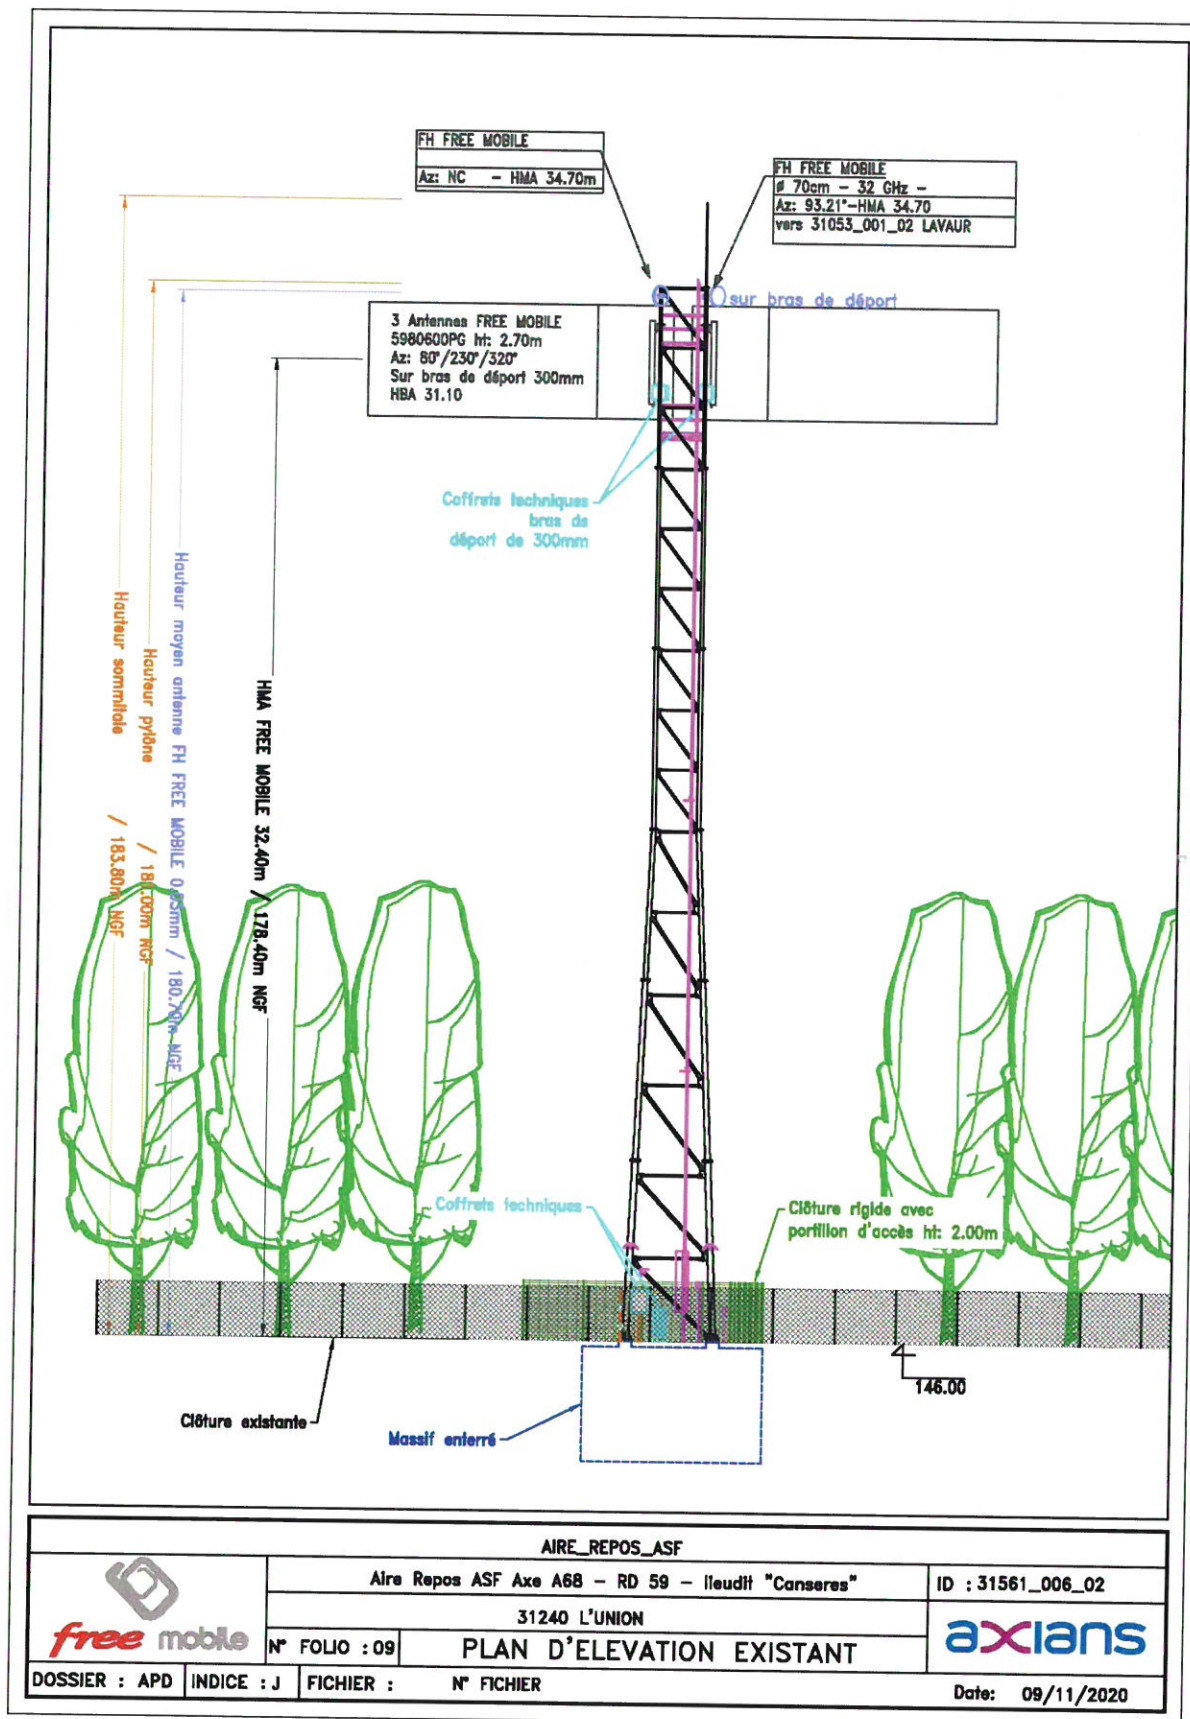 FH FREE MOBILE
Az: NC - HMA 34.70m
FH FREE MOBILE
ø 70cm - 32 GHz -
Az: 93.21°-HMA 34.70
vers 31053_001_02 LAVAUR
sur bras de déport
3 Antennes FREE MOBILE
5980600PG ht: 2.70m
Az: 80°/230°/320°
Sur bras de déport 300mm
HBA 31.10
Coffrets techniques
bras de
déport de 300mm
Hauteur sommitale / 183.80m NGF
Hauteur pylône / 181.00m NGF
Hauteur moyen antenne FH FREE MOBILE / 180.70m NGF
HMA FREE MOBILE 32.40m / 178.40m NGF
Coffrets techniques
Clôture rigide avec
portillon d'accès ht: 2.00m
146.00
Clôture existante
Massif enterré
AIRE_REPOS_ASF
Aire Repos ASF Axe A68 - RD 59 - lieudit "Canseres"
ID : 31561_006_02
31240 L'UNION
free mobile
axians
N° FOLIO : 09
PLAN D'ELEVATION EXISTANT
DOSSIER : APD
INDICE : J
FICHIER :
N° FICHIER
Date: 09/11/2020